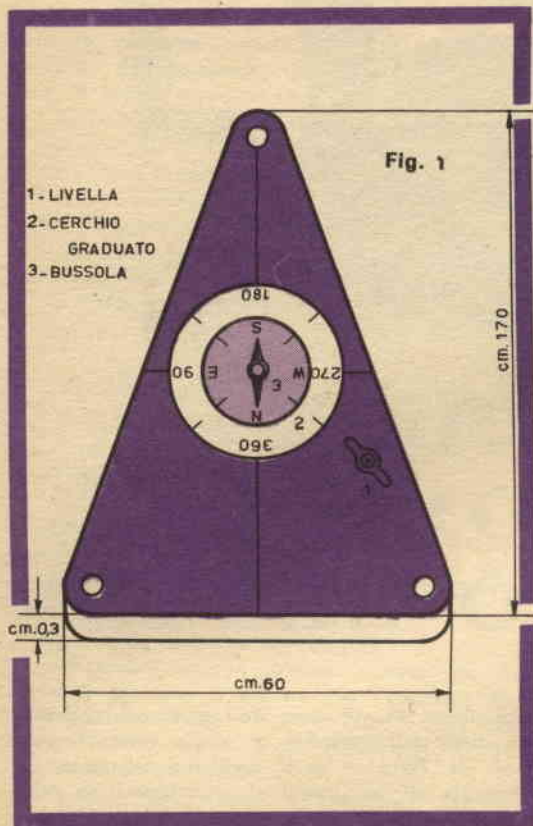 Fig. 1
1-LIVELLA
2-CERCHIO
GRADUATO
3-BUSSOLA
180
S
90
E
3
W
270
N
2
360
1
cm.170
cm.0,3
cm.60